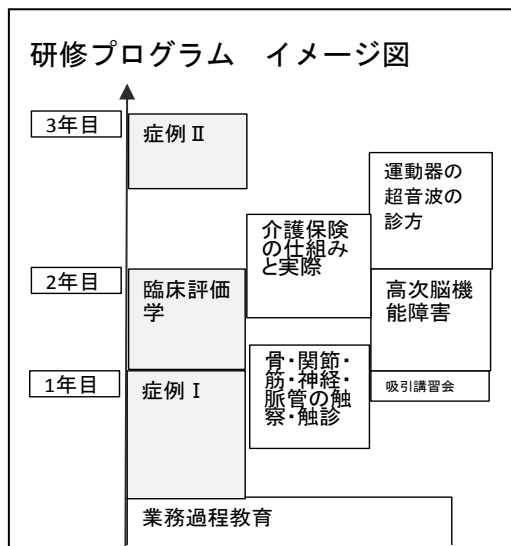 研修プログラム　イメージ図
3年目
症例Ⅱ
運動器の
超音波の
診方
介護保険
の仕組み
と実際
2年目
臨床評価
学
高次脳機
能障害
1年目
症例Ⅰ
骨・関節・
筋・神経・
脈管の触
察・触診
吸引講習会
業務過程教育